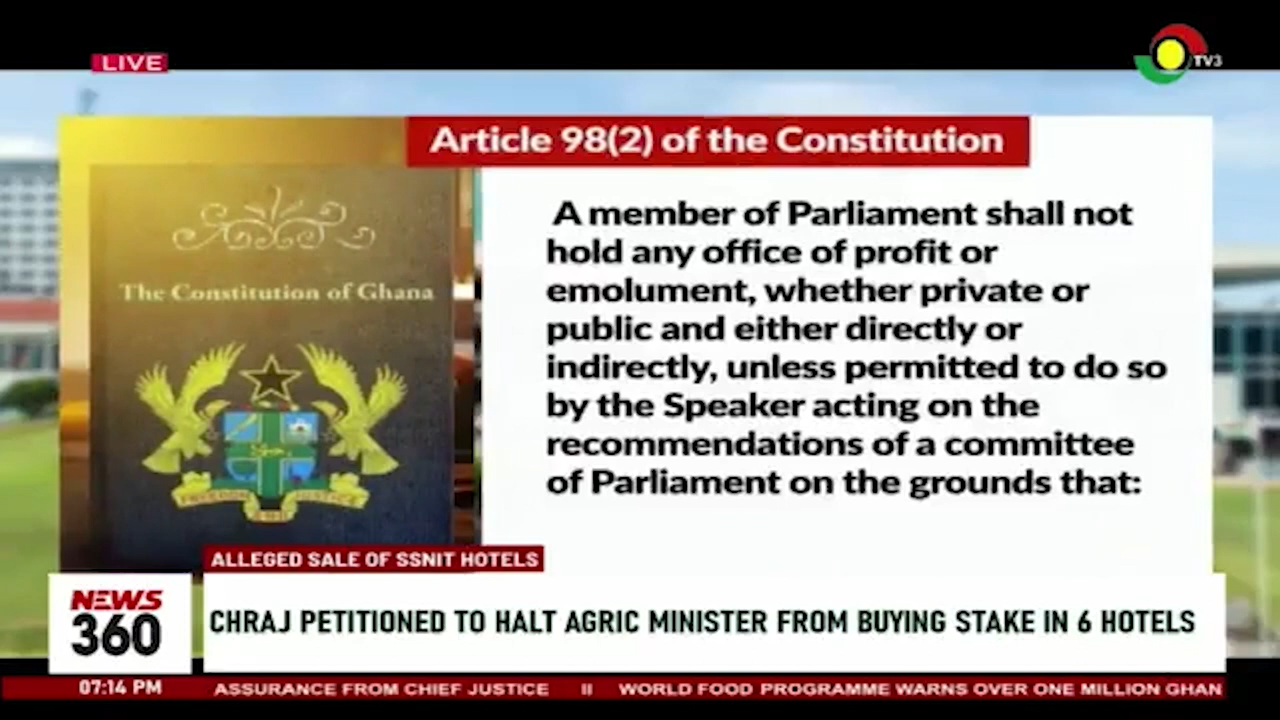 LIVE
TV3
Article 98(2) of the Constitution
The Constitution of Ghana
FREEDOM
JUSTICE
A member of Parliament shall not
hold any office of profit or
emolument, whether private or
public and either directly or
indirectly, unless permitted to do so
by the Speaker acting on the
recommendations of a committee
of Parliament on the grounds that:
ALLEGED SALE OF SSNIT HOTELS
NEWS
360
CHRAJ PETITIONED TO HALT AGRIC MINISTER FROM BUYING STAKE IN 6 HOTELS
07:14 PM
ASSURANCE FROM CHIEF JUSTICE II WORLD FOOD PROGRAMME WARNS OVER ONE MILLION GHAN